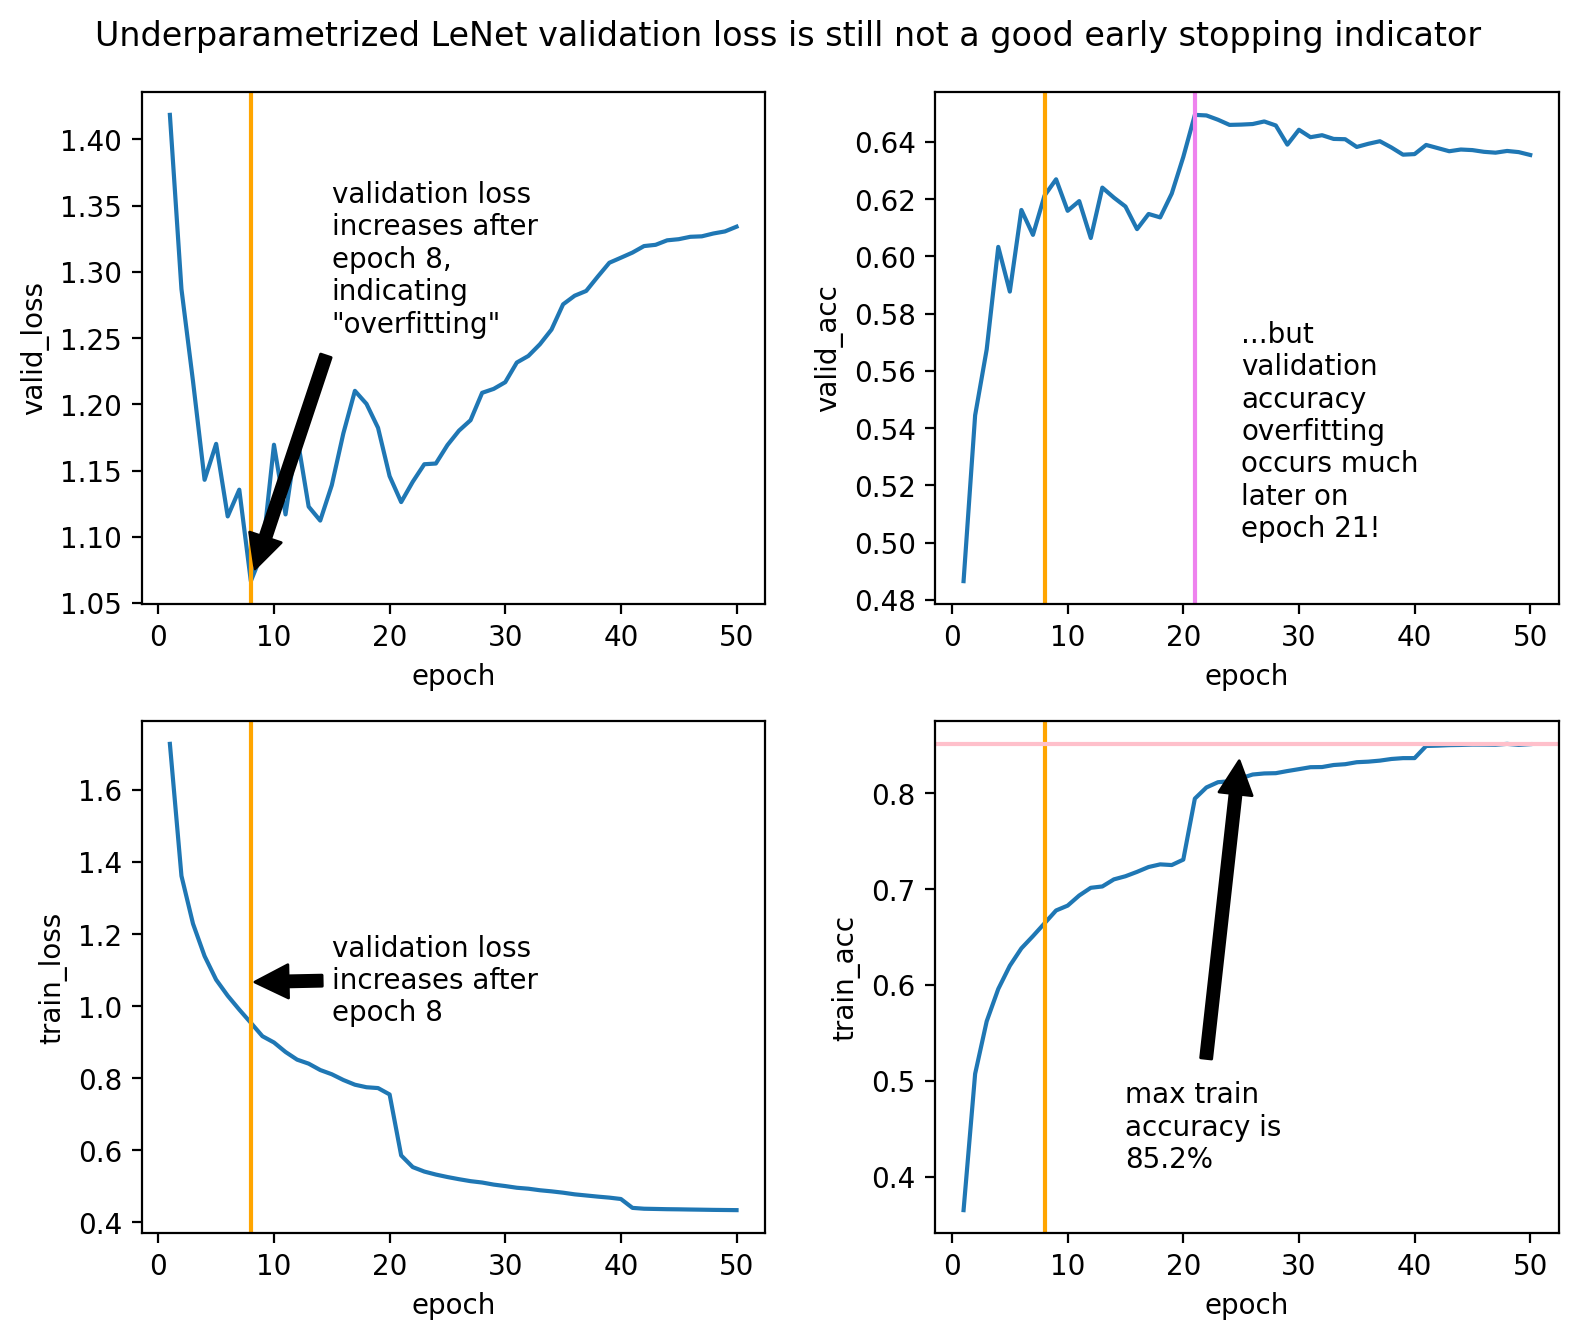 Underparametrized LeNet validation loss is still not a good early stopping indicator
1.40
1.35
1.30
1.25
1.20
1.15
1.10
1.05
valid_loss
validation loss
increases after
epoch 8,
indicating
"overfitting"
0 10 20 30 40 50
epoch
0.64
0.62
0.60
0.58
0.56
0.54
0.52
0.50
0.48
valid_acc
...but
validation
accuracy
overfitting
occurs much
later on
epoch 21!
0 10 20 30 40 50
epoch
1.6
1.4
1.2
1.0
0.8
0.6
0.4
train_loss
validation loss
increases after
epoch 8
0 10 20 30 40 50
epoch
0.8
0.7
0.6
0.5
0.4
train_acc
max train
accuracy is
85.2%
0 10 20 30 40 50
epoch